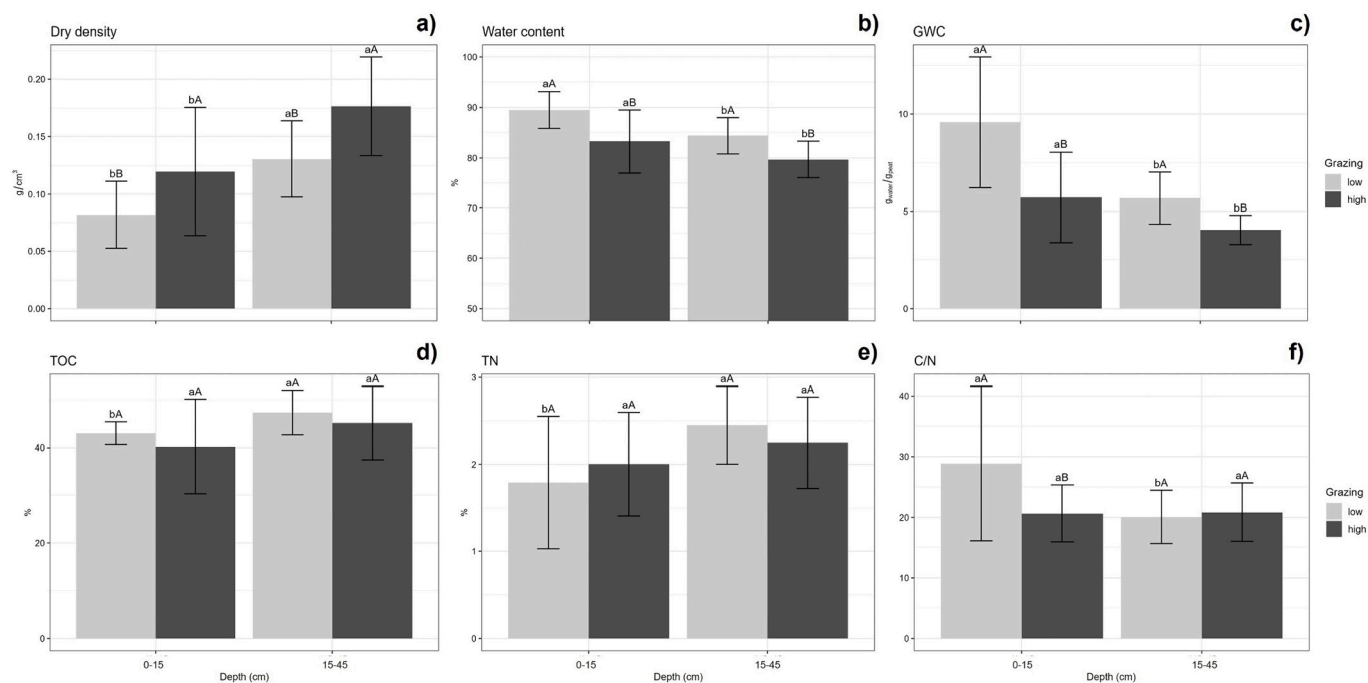 Dry density
a)
g/cm³
0.20
0.15
0.10
0.05
0.00
bB
bA
aB
aA
Water content
b)
%
100
90
80
70
60
50
aA
aB
bA
bB
GWC
c)
g_water/g_peat
10
5
0
aA
aB
bA
bB
Grazing
low
high
TOC
d)
%
40
20
0
bA
aA
aA
aA
0-15
15-45
Depth (cm)
TN
e)
%
3
2
1
0
bA
aA
aA
aA
0-15
15-45
Depth (cm)
C/N
f)
40
30
20
10
0
aA
aB
bA
aA
0-15
15-45
Depth (cm)
Grazing
low
high